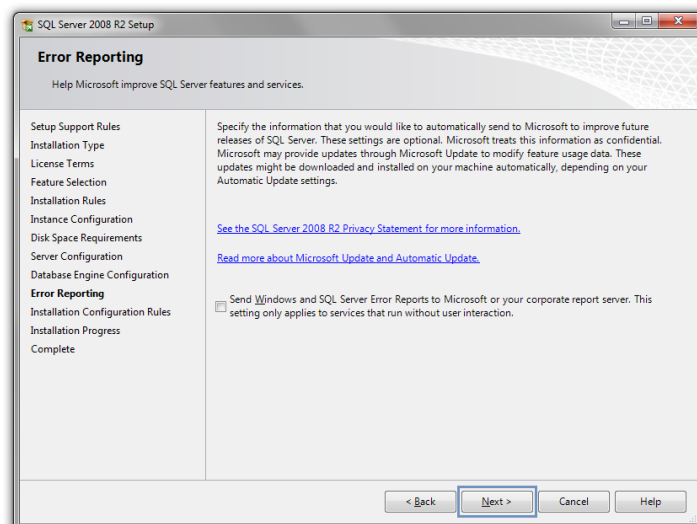 SQL Server 2008 R2 Setup
Error Reporting
Help Microsoft improve SQL Server features and services.
Setup Support Rules
Installation Type
License Terms
Feature Selection
Installation Rules
Instance Configuration
Disk Space Requirements
Server Configuration
Database Engine Configuration
Error Reporting
Installation Configuration Rules
Installation Progress
Complete
Specify the information that you would like to automatically send to Microsoft to improve future
releases of SQL Server. These settings are optional. Microsoft treats this information as confidential.
Microsoft may provide updates through Microsoft Update to modify feature usage data. These
updates might be downloaded and installed on your machine automatically, depending on your
Automatic Update settings.
See the SQL Server 2008 R2 Privacy Statement for more information.
Read more about Microsoft Update and Automatic Update.
Send Windows and SQL Server Error Reports to Microsoft or your corporate report server. This
setting only applies to services that run without user interaction.
< Back
Next >
Cancel
Help